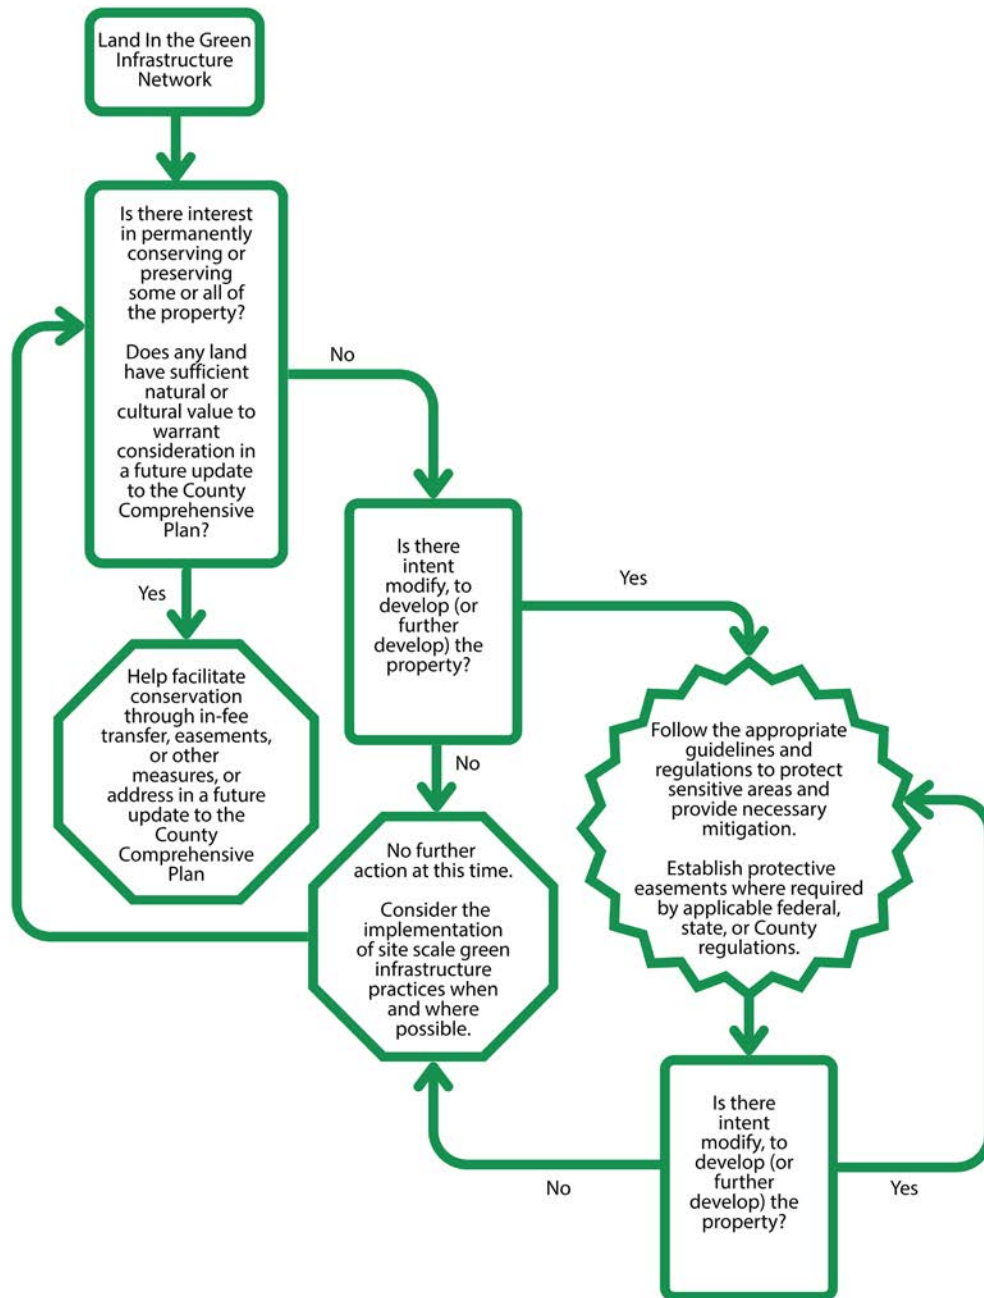 Land In the Green
Infrastructure
Network
Is there interest
in permanently
conserving or
preserving
some or all of
the property?
Does any land
have sufficient
natural or
cultural value to
warrant
consideration in
a future update
to the County
Comprehensive
Plan?
No
Yes
Help facilitate
conservation
through in-fee
transfer, easements,
or other
measures, or
address in a future
update to the
County
Comprehensive
Plan
Is there
intent
modify, to
develop (or
further
develop) the
property?
Yes
No
No further
action at this time.
Consider the
implementation
of site scale green
infrastructure
practices when
and where
possible.
Follow the appropriate
guidelines and
regulations to protect
sensitive areas and
provide necessary
mitigation.
Establish protective
easements where required
by applicable federal,
state, or County
regulations.
Is there
intent
modify, to
develop (or
further
develop) the
property?
No
Yes